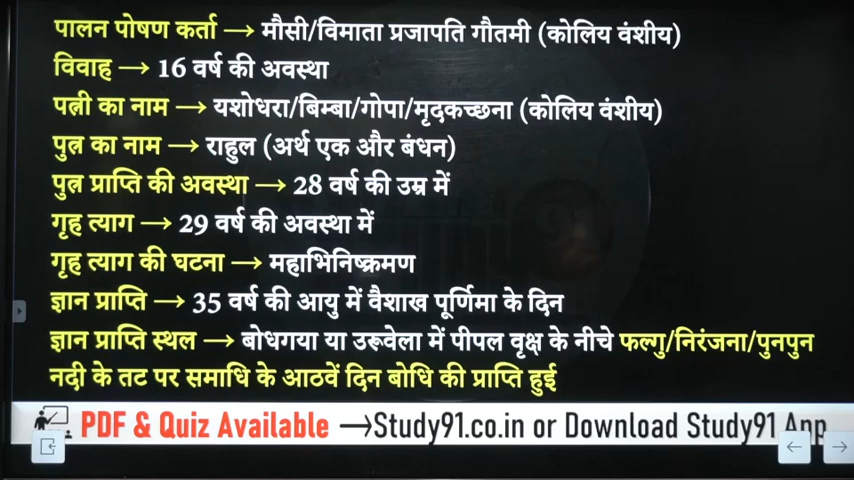 पालन पोषण कर्ता → मौसी/विमाता प्रजापति गौतमी (कोलिय वंशीय)
विवाह → 16 वर्ष की अवस्था
पत्नी का नाम → यशोधरा/बिम्बा/गोपा/मृदकच्छना (कोलिय वंशीय)
पुत्र का नाम → राहुल (अर्थ एक और बंधन)
पुत्र प्राप्ति की अवस्था → 28 वर्ष की उम्र में
गृह त्याग → 29 वर्ष की अवस्था में
गृह त्याग की घटना → महाभिनिष्क्रमण
ज्ञान प्राप्ति → 35 वर्ष की आयु में वैशाख पूर्णिमा के दिन
ज्ञान प्राप्ति स्थल → बोधगया या उरूवेला में पीपल वृक्ष के नीचे फल्गु/निरंजना/पुनपुन
नदी के तट पर समाधि के आठवें दिन बोधि की प्राप्ति हुई
PDF & Quiz Available →Study91.co.in or Download Study91 App